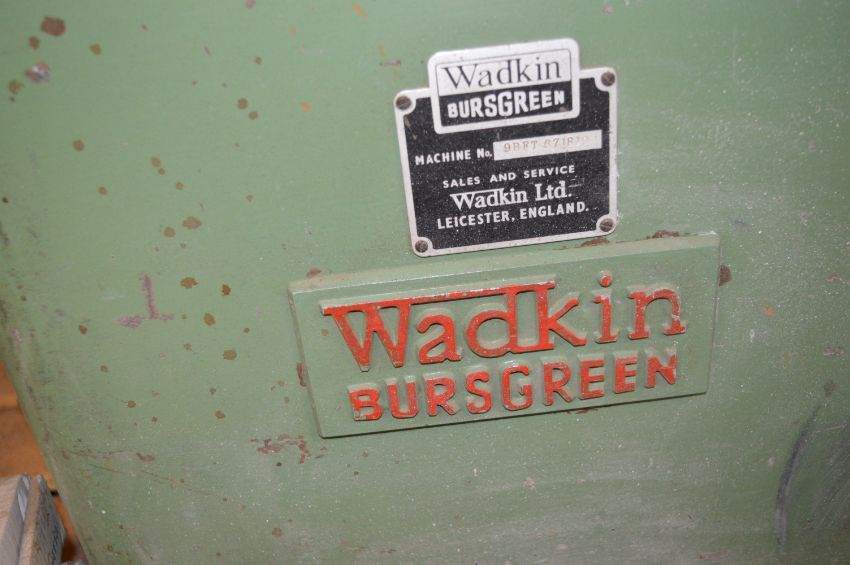 Wadkin
BURSGREEN
MACHINE No.
SALES AND SERVICE
Wadkin Ltd.
LEICESTER, ENGLAND.
Wadkin
BURSGREEN